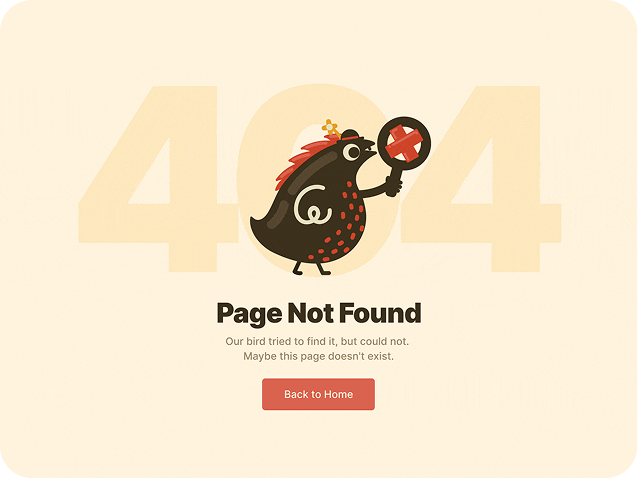 404
Page Not Found
Our bird tried to find it, but could not.
Maybe this page doesn't exist.
Back to Home